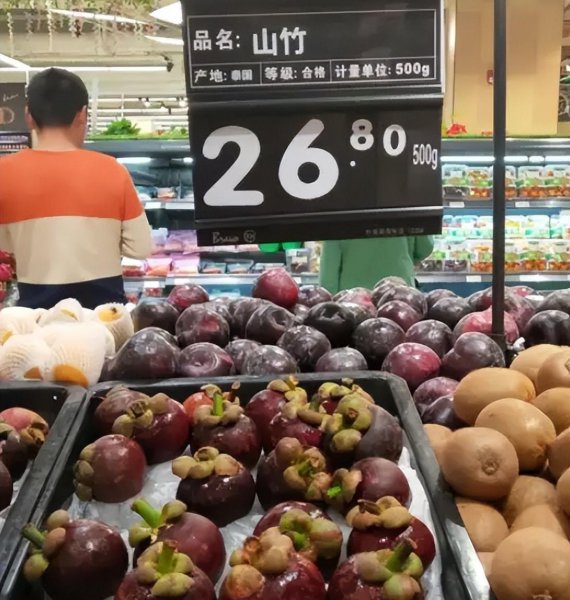 品名: 山竹
产地: 泰国 等级: 合格 计量单位: 500g
26.80 500g